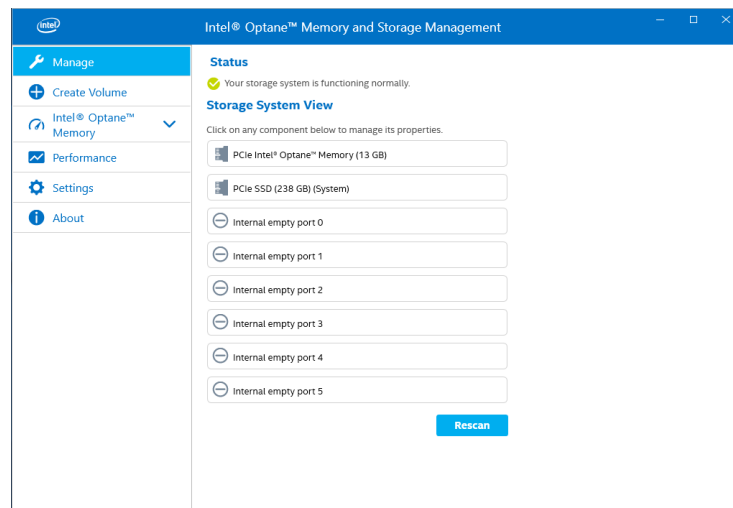 intel
Intel® Optane™ Memory and Storage Management
Manage
Create Volume
Intel® Optane™
Memory
Performance
Settings
About
Status
Your storage system is functioning normally.
Storage System View
Click on any component below to manage its properties.
PCIe Intel® Optane™ Memory (13 GB)
PCIe SSD (238 GB) (System)
Internal empty port 0
Internal empty port 1
Internal empty port 2
Internal empty port 3
Internal empty port 4
Internal empty port 5
Rescan